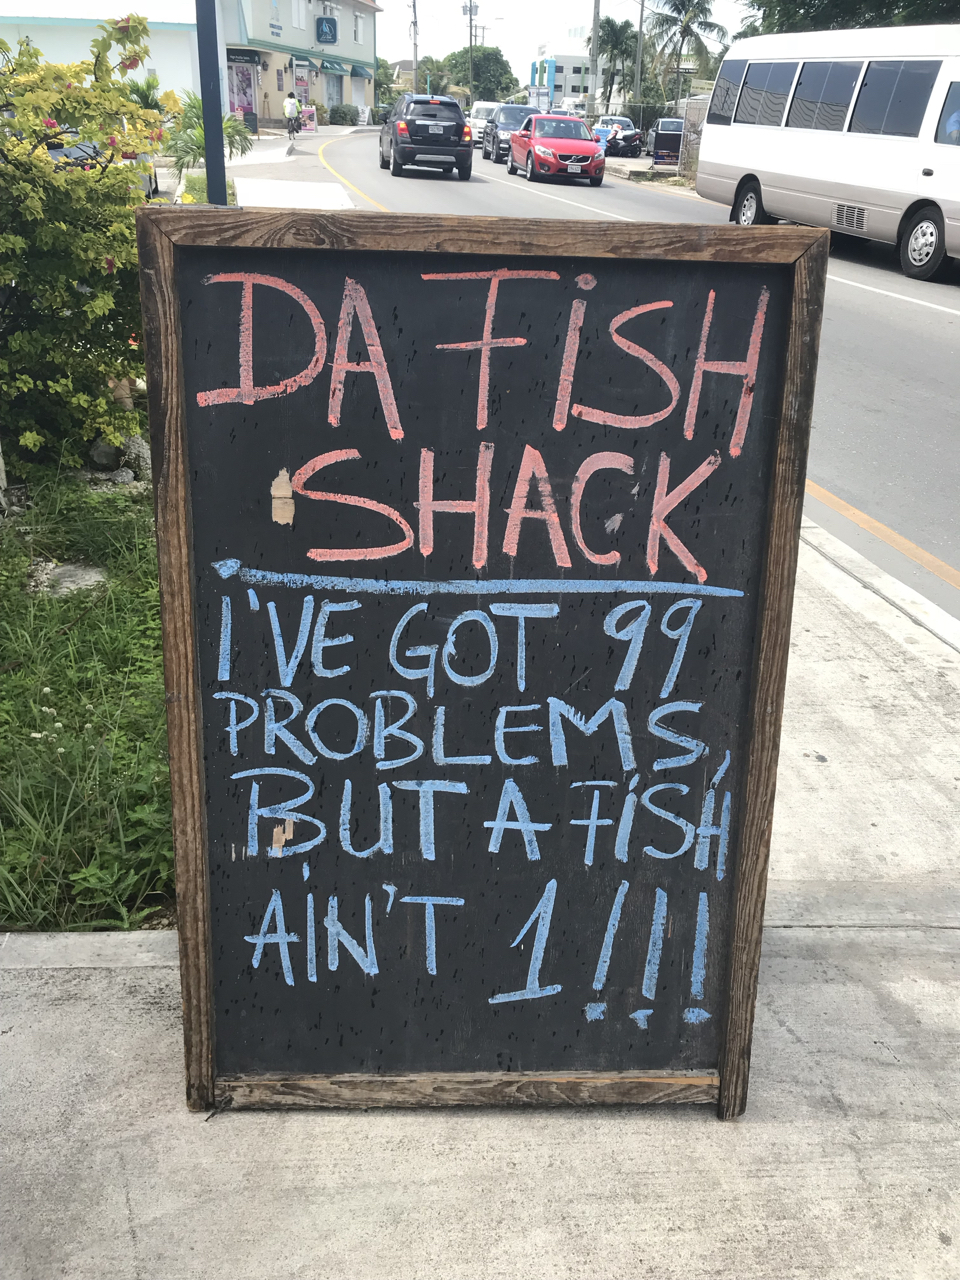 DA FiSH
SHACK
I'VE GOT 99
PROBLEMS,
BUT A FiSH
AiN'T 1!!!